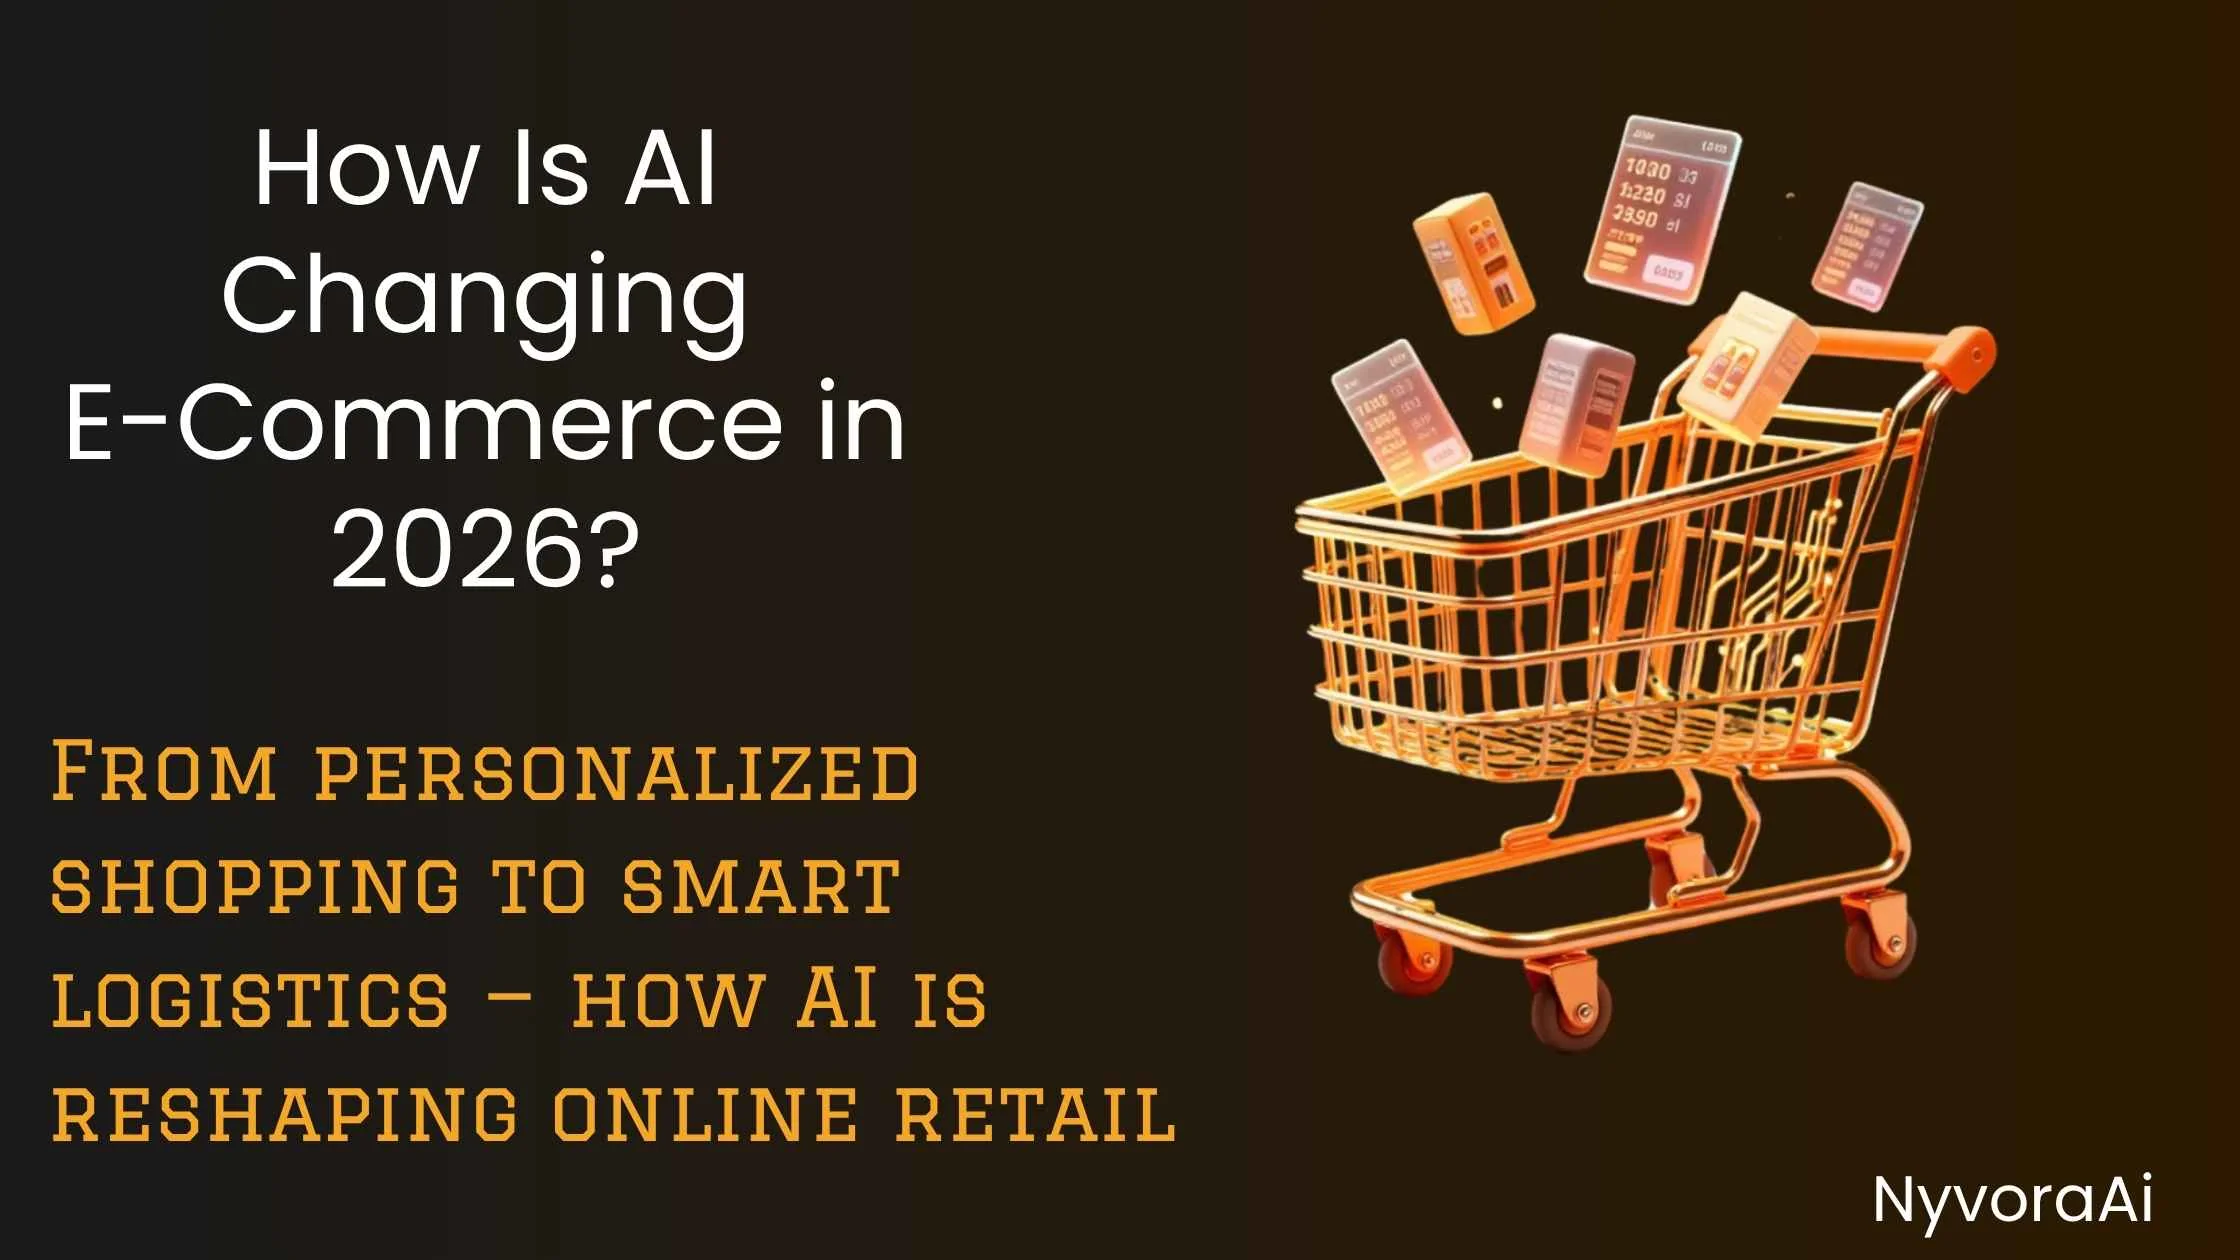 How Is AI
Changing
E-Commerce in
2026?
From personalized
shopping to smart
logistics – how AI is
reshaping online retail
NyvoraAi